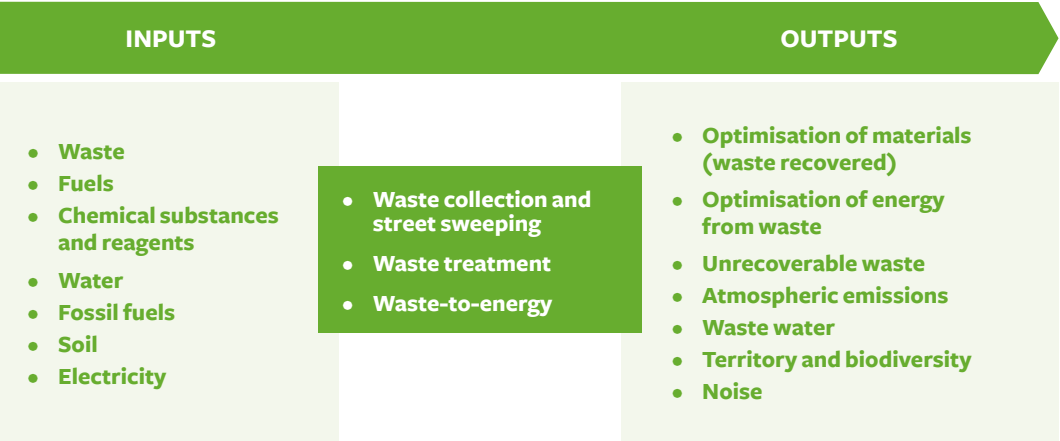 INPUTS
OUTPUTS
• Waste
• Fuels
• Chemical substances
and reagents
• Water
• Fossil fuels
• Soil
• Electricity
• Waste collection and
street sweeping
• Waste treatment
• Waste-to-energy
• Optimisation of materials
(waste recovered)
• Optimisation of energy
from waste
• Unrecoverable waste
• Atmospheric emissions
• Waste water
• Territory and biodiversity
• Noise